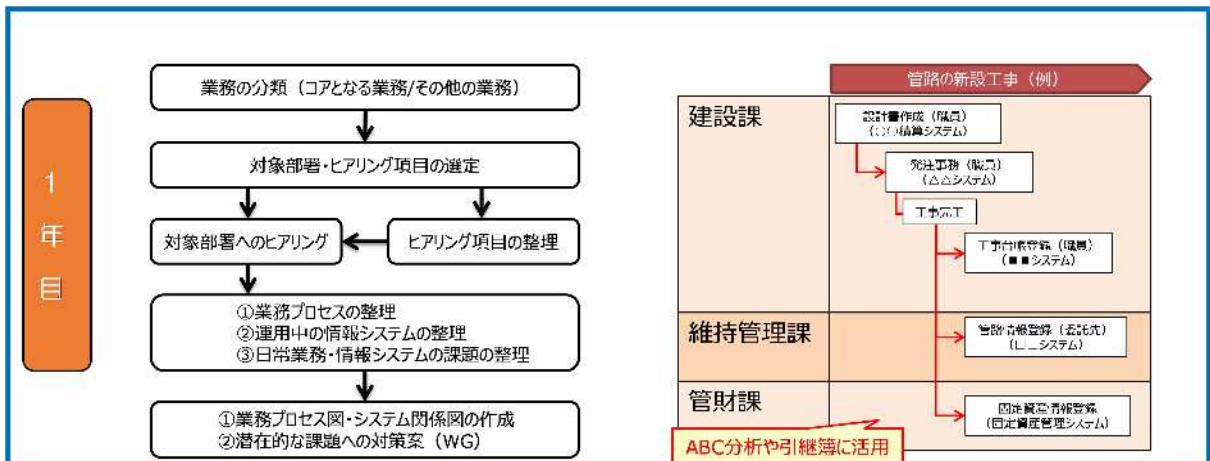 1年目
業務の分類（コアとなる業務/その他の業務）
対象部署・ヒアリング項目の選定
対象部署へのヒアリング
ヒアリング項目の整理
①業務プロセスの整理
②運用中の情報システムの整理
③日常業務・情報システムの課題の整理
①業務プロセス図・システム関係図の作成
②潜在的な課題への対策案（WG）
管路の新設工事（例）
建設課
設計書作成（職員）
（〇〇積算システム）
発注事務（職員）
（△△システム）
工事完工
工事台帳登録（職員）
（■■システム）
維持管理課
管路情報登録（委託先）
（□□システム）
管財課
固定資産情報登録
（固定資産管理システム）
ABC分析や引継簿に活用